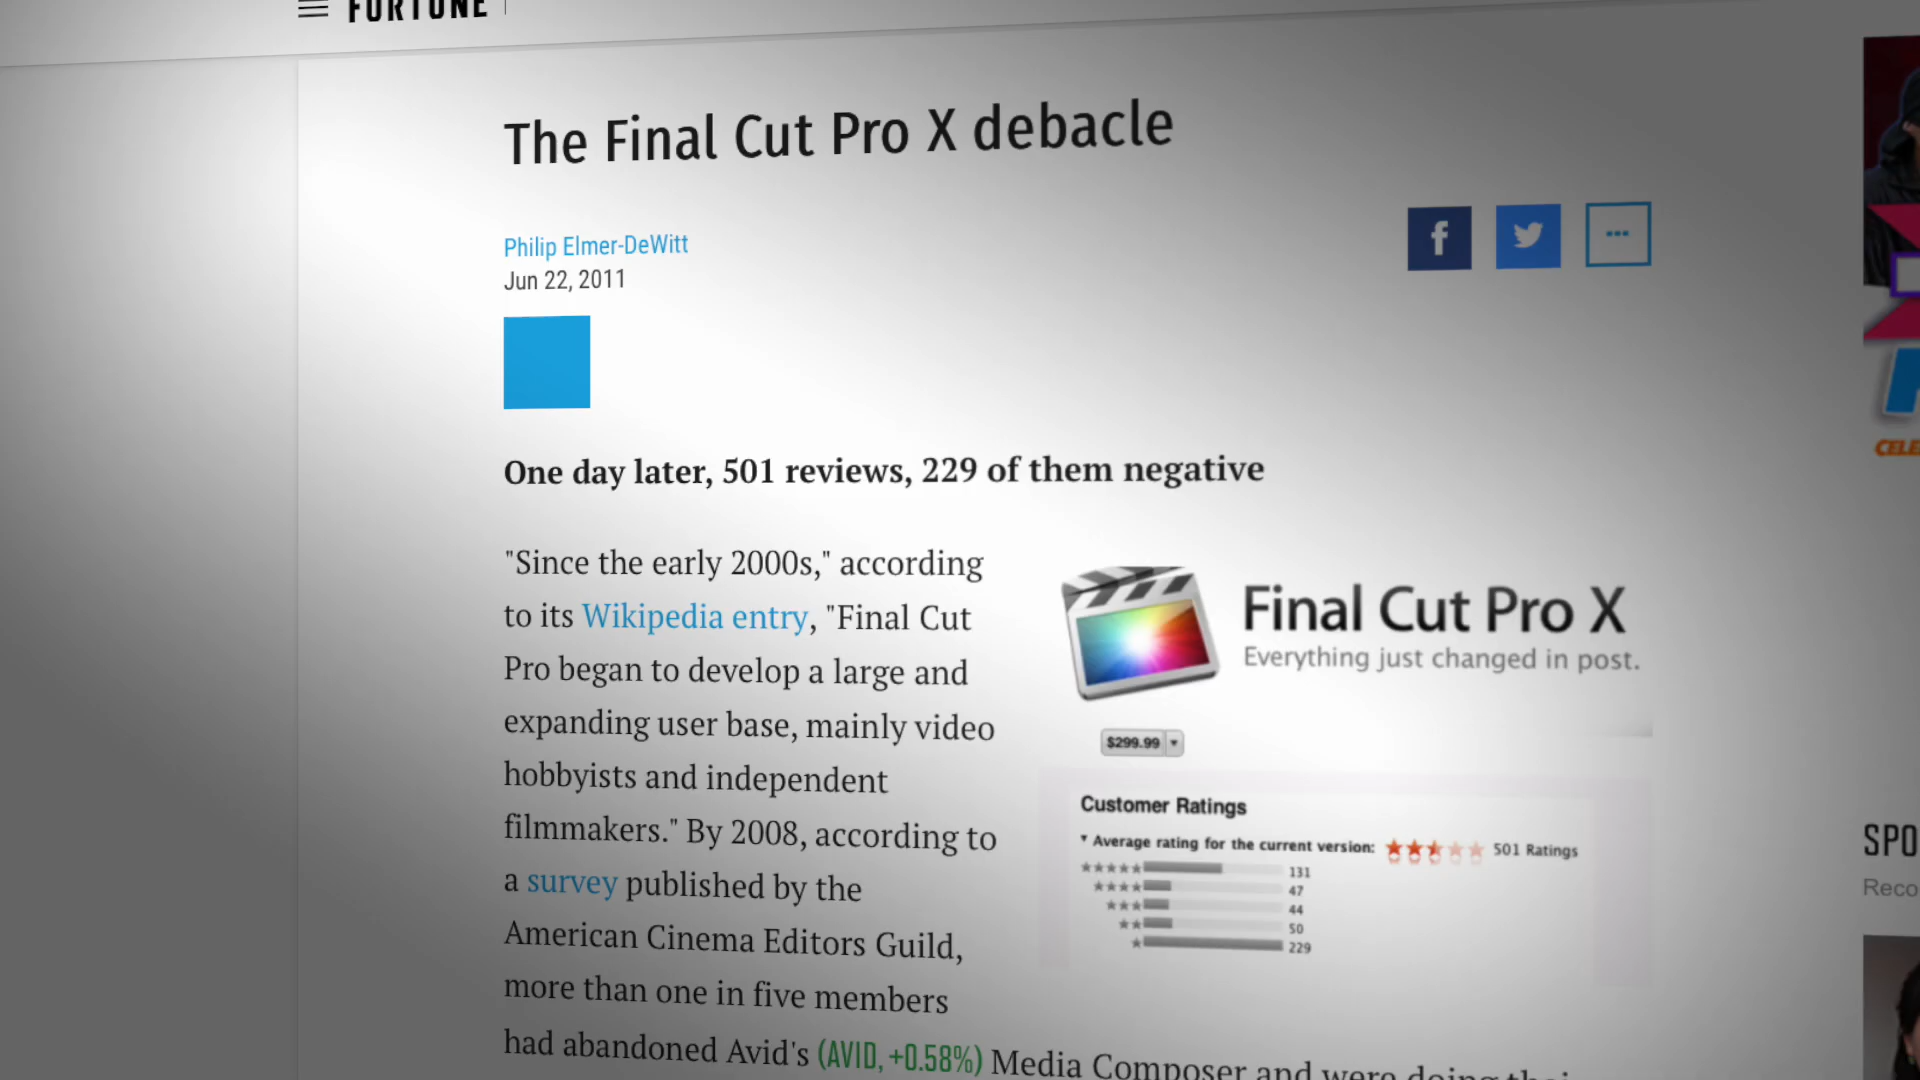 FORTUNE
The Final Cut Pro X debacle
Philip Elmer-DeWitt
Jun 22, 2011
One day later, 501 reviews, 229 of them negative
"Since the early 2000s," according
to its Wikipedia entry, "Final Cut
Pro began to develop a large and
expanding user base, mainly video
hobbyists and independent
filmmakers." By 2008, according to
a survey published by the
American Cinema Editors Guild,
more than one in five members
had abandoned Avid's (AVID, +0.58%) Media Composer and were doing
Final Cut Pro X
Everything just changed in post.
$299.99
Customer Ratings
Average rating for the current version: 501 Ratings
131
47
44
50
229